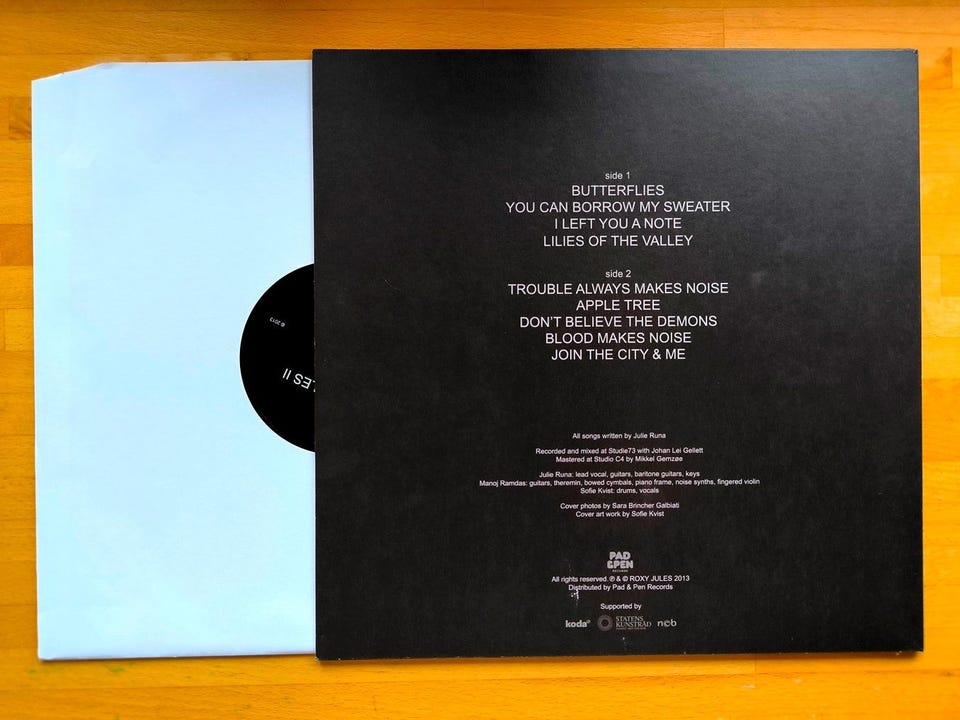 side 1
BUTTERFLIES
YOU CAN BORROW MY SWEATER
I LEFT YOU A NOTE
LILIES OF THE VALLEY
side 2
TROUBLE ALWAYS MAKES NOISE
APPLE TREE
DON'T BELIEVE THE DEMONS
BLOOD MAKES NOISE
JOIN THE CITY & ME
All songs written by Julie Runa
Recorded and mixed at Studie73 with Johan Lei Gellett
Mastered at Studio C4 by Mikkel Gemzøe
Julie Runa: lead vocal, guitars, baritone guitars, keys
Manoj Ramdas: guitars, theremin, bowed cymbals, piano frame, noise synths, fingered violin
Sofie Kvist: drums, vocals
Cover photos by Sara Brincher Galbiati
Cover art work by Sofie Kvist
PAD
&PEN
RECORDS
All rights reserved. ℗ & © ROXY JULES 2013
Distributed by Pad & Pen Records
Supported by
koda
STATENS
KUNSTRÅD
ncb
© 2013
LES II